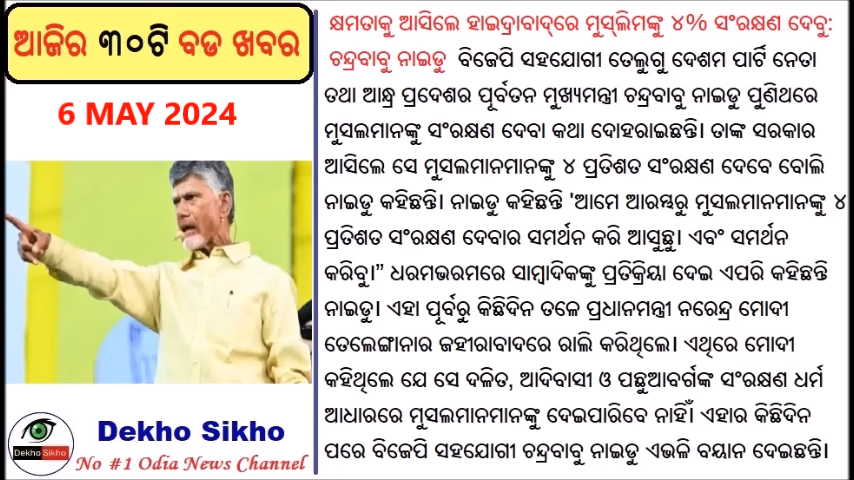 ଆଜିର ୩୦ଟି ବଡ ଖବର
6 MAY 2024
Dekho Sikho
Dekho Sikho
No #1 Odia News Channel
କ୍ଷମତାକୁ ଆସିଲେ ହାଇଦ୍ରାବାଦ୍‌ରେ ମୁସ୍‌ଲିମଙ୍କୁ ୪% ସଂରକ୍ଷଣ ଦେବୁ:
ଚନ୍ଦ୍ରବାବୁ ନାଇଡୁ ବିଜେପି ସହଯୋଗୀ ତେଲୁଗୁ ଦେଶମ ପାର୍ଟି ନେତା
ତଥା ଆନ୍ଧ୍ର ପ୍ରଦେଶର ପୂର୍ବତନ ମୁଖ୍ୟମନ୍ତ୍ରୀ ଚନ୍ଦ୍ରବାବୁ ନାଇଡୁ ପୁଣିଥରେ
ମୁସଲମାନଙ୍କୁ ସଂରକ୍ଷଣ ଦେବା କଥା ଦୋହରାଇଛନ୍ତି। ତାଙ୍କ ସରକାର
ଆସିଲେ ସେ ମୁସଲମାନମାନଙ୍କୁ ୪ ପ୍ରତିଶତ ସଂରକ୍ଷଣ ଦେବେ ବୋଲି
ନାଇଡୁ କହିଛନ୍ତି। ନାଇଡୁ କହିଛନ୍ତି 'ଆମେ ଆରମ୍ଭରୁ ମୁସଲମାନମାନଙ୍କୁ ୪
ପ୍ରତିଶତ ସଂରକ୍ଷଣ ଦେବାର ସମର୍ଥନ କରି ଆସୁଛୁ। ଏବଂ ସମର୍ଥନ
କରିବୁ।” ଧରମଭରମରେ ସାମ୍ବାଦିକଙ୍କୁ ପ୍ରତିକ୍ରିୟା ଦେଇ ଏପରି କହିଛନ୍ତି
ନାଇଡୁ। ଏହା ପୂର୍ବରୁ କିଛିଦିନ ତଳେ ପ୍ରଧାନମନ୍ତ୍ରୀ ନରେନ୍ଦ୍ର ମୋଦୀ
ତେଲେଙ୍ଗାନାର ଜହୀରାବାଦରେ ରାଲି କରିଥିଲେ। ଏଥିରେ ମୋଦୀ
କହିଥିଲେ ଯେ ସେ ଦଳିତ, ଆଦିବାସୀ ଓ ପଛୁଆବର୍ଗଙ୍କ ସଂରକ୍ଷଣ ଧର୍ମ
ଆଧାରରେ ମୁସଲମାନମାନଙ୍କୁ ଦେଇପାରିବେ ନାହିଁ। ଏହାର କିଛିଦିନ
ପରେ ବିଜେପି ସହଯୋଗୀ ଚନ୍ଦ୍ରବାବୁ ନାଇଡୁ ଏଭଳି ବୟାନ ଦେଇଛନ୍ତି।